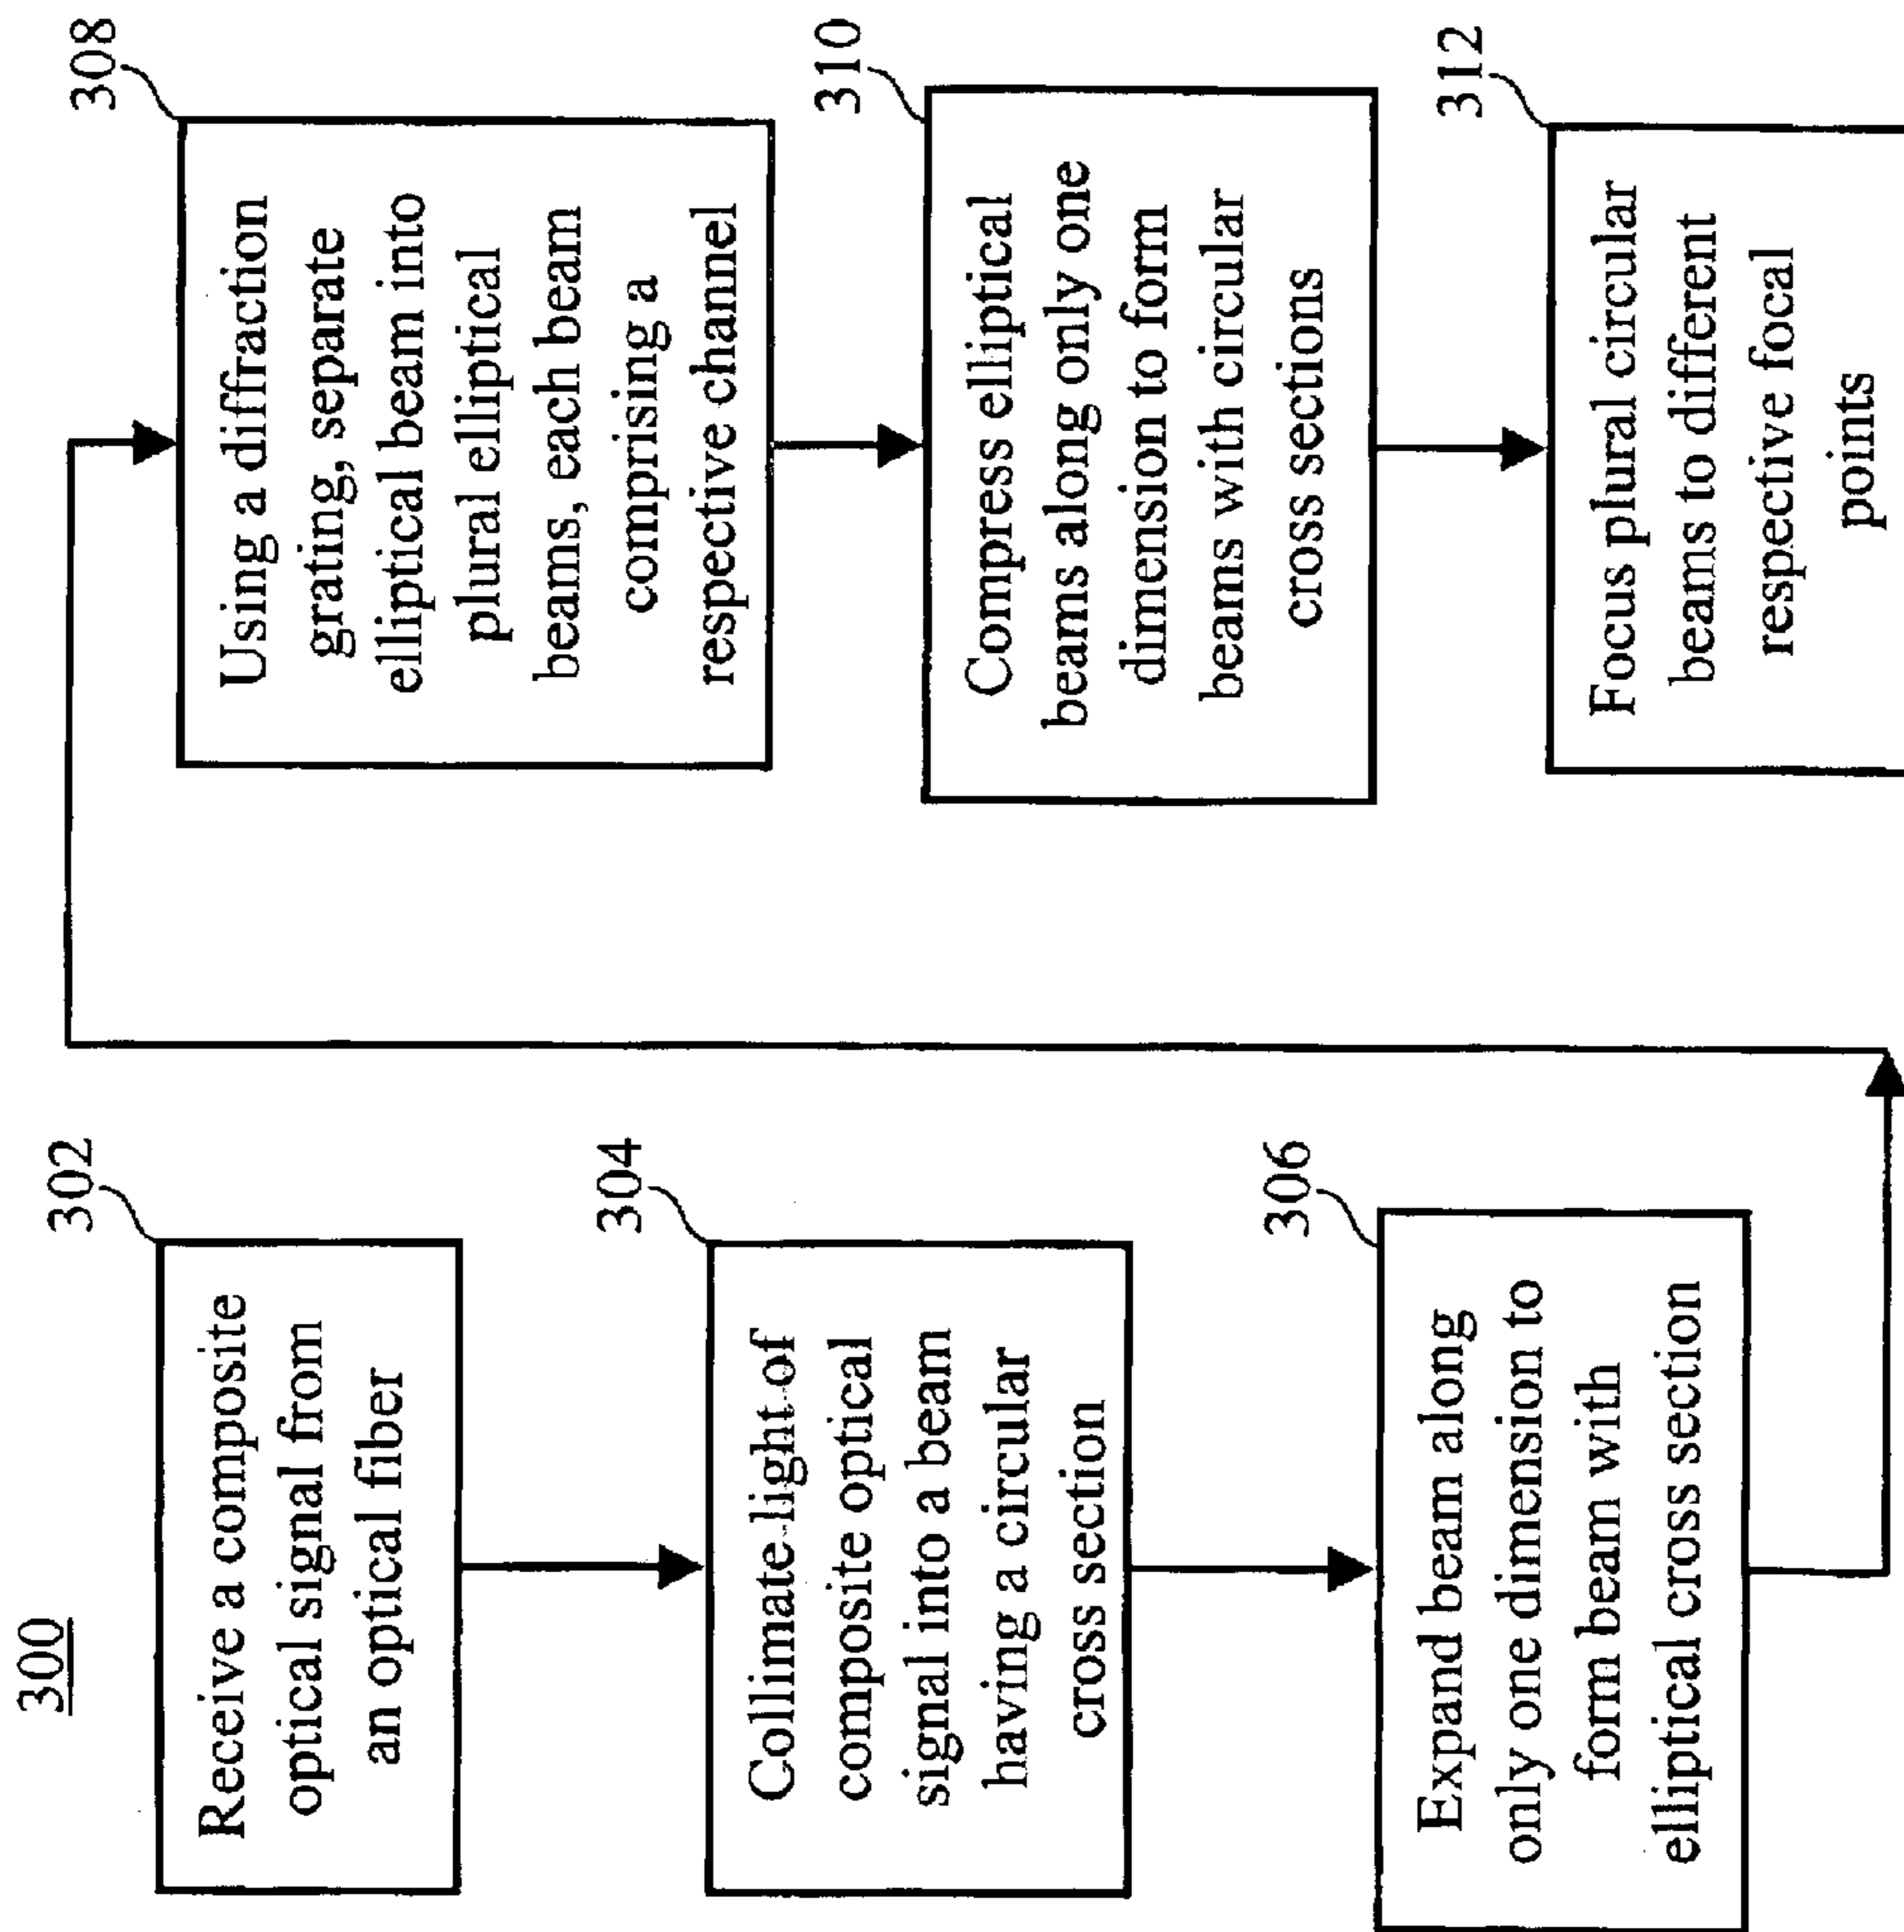 300
302
Receive a composite
optical signal from
an optical fiber
304
Collimate light of
composite optical
signal into a beam
having a circular
cross section
306
Expand beam along
only one dimension to
form beam with
elliptical cross section
308
Using a diffraction
grating, separate
elliptical beam into
plural elliptical
beams, each beam
comprising a
respective channel
310
Compress elliptical
beams along only one
dimension to form
beams with circular
cross sections
312
Focus plural circular
beams to different
respective focal
points